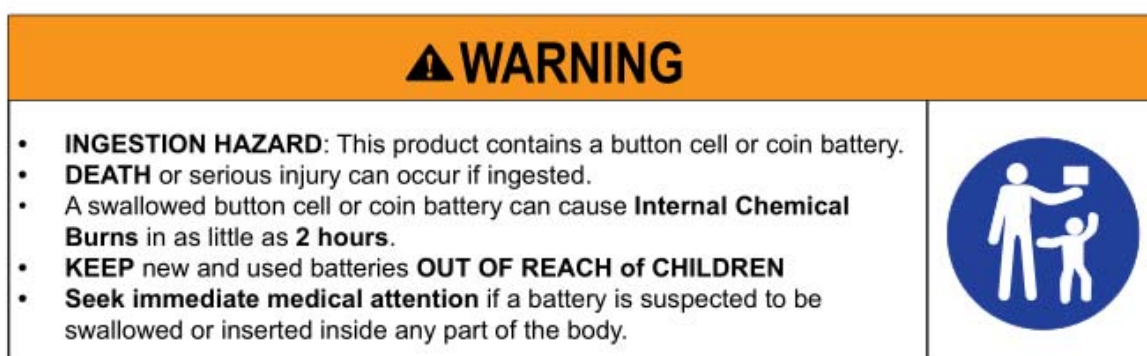 WARNING
• INGESTION HAZARD: This product contains a button cell or coin battery.
• DEATH or serious injury can occur if ingested.
• A swallowed button cell or coin battery can cause Internal Chemical
Burns in as little as 2 hours.
• KEEP new and used batteries OUT OF REACH of CHILDREN
• Seek immediate medical attention if a battery is suspected to be
swallowed or inserted inside any part of the body.